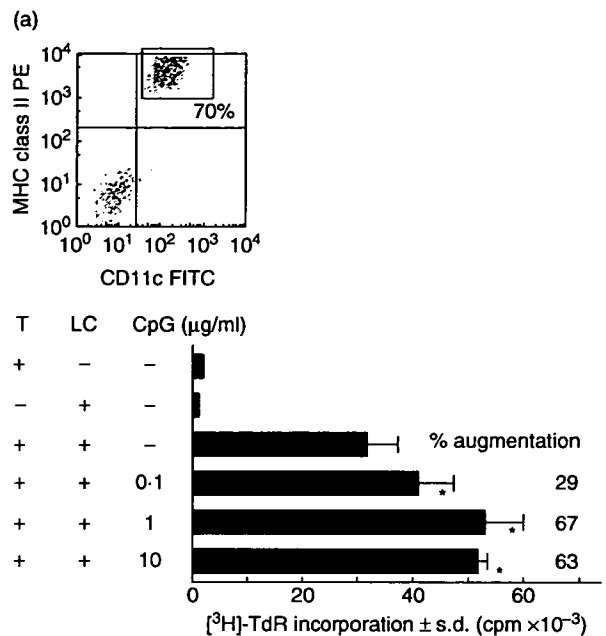 (a)
MHC class II PE
10⁴
10³
10²
10¹
10⁰
70%
10⁰ 10¹ 10² 10³ 10⁴
CD11c FITC
T LC CpG (μg/ml)
+ − −
− + −
+ + − % augmentation
+ + 0·1 * 29
+ + 1 * 67
+ + 10 * 63
0 20 40 60
[³H]-TdR incorporation ± s.d. (cpm ×10⁻³)